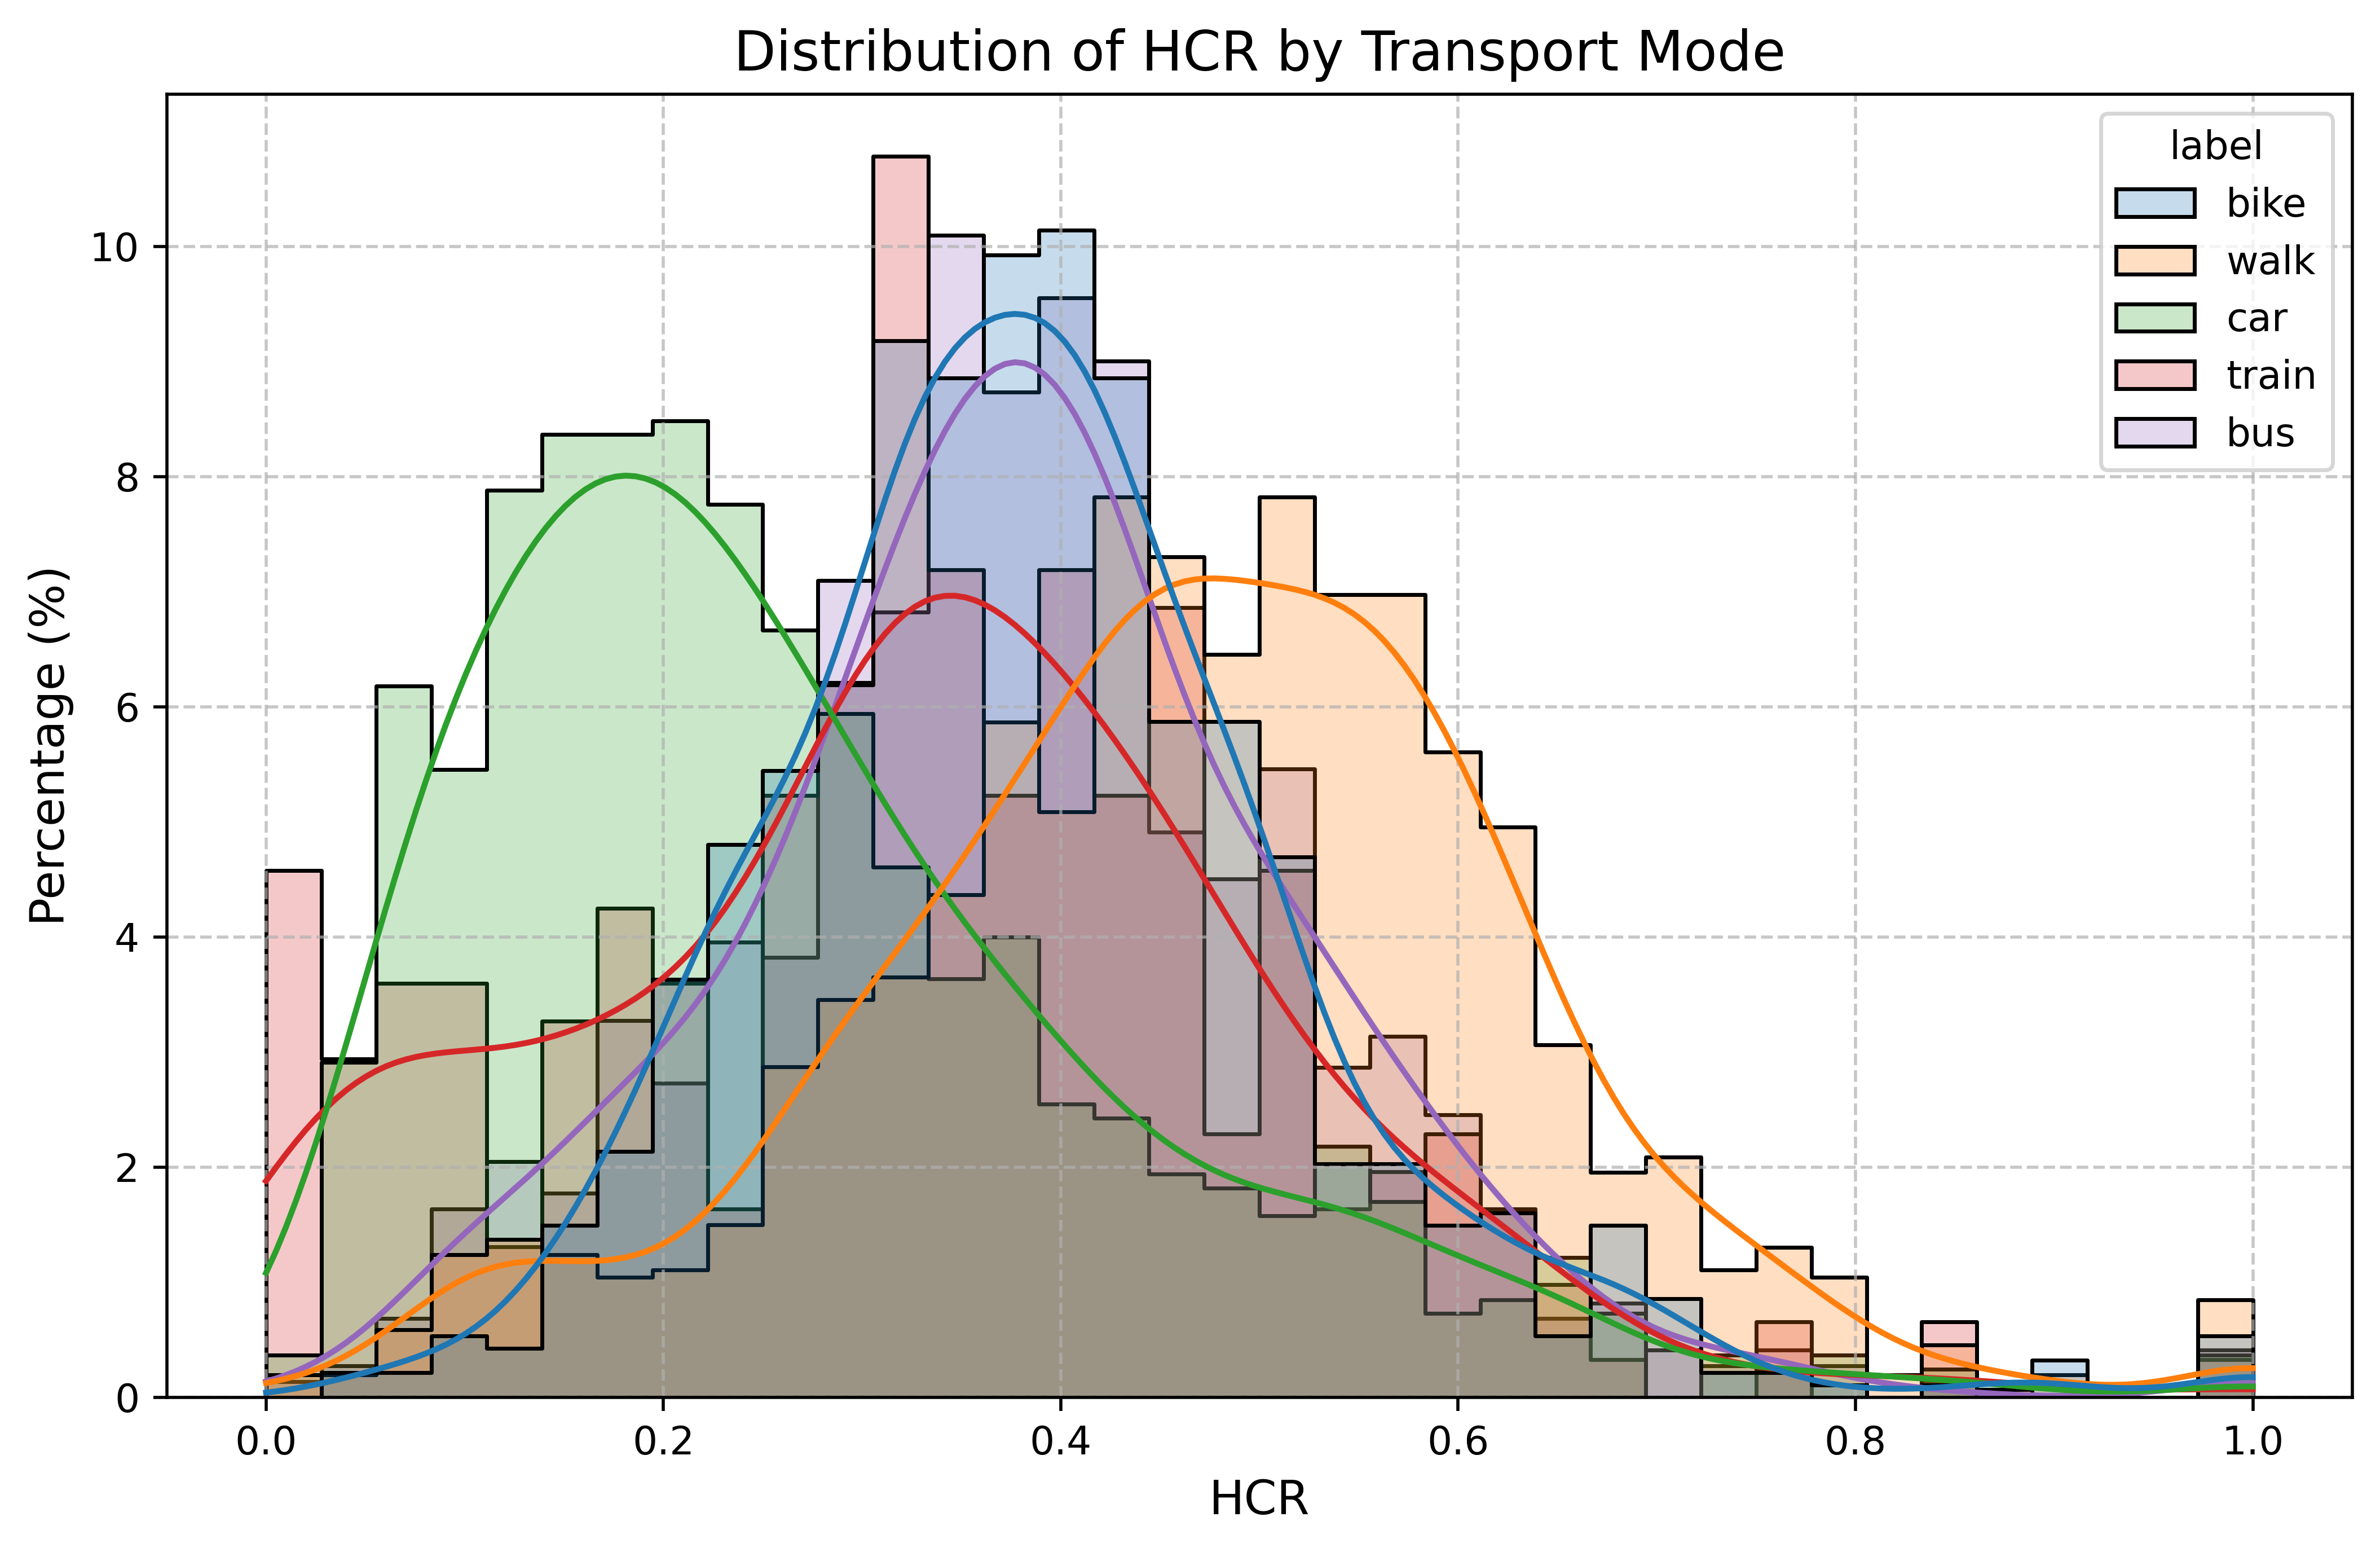 Distribution of HCR by Transport Mode
label
bike
walk
car
train
bus
Percentage (%)
10
8
6
4
2
0
0.0 0.2 0.4 0.6 0.8 1.0
HCR